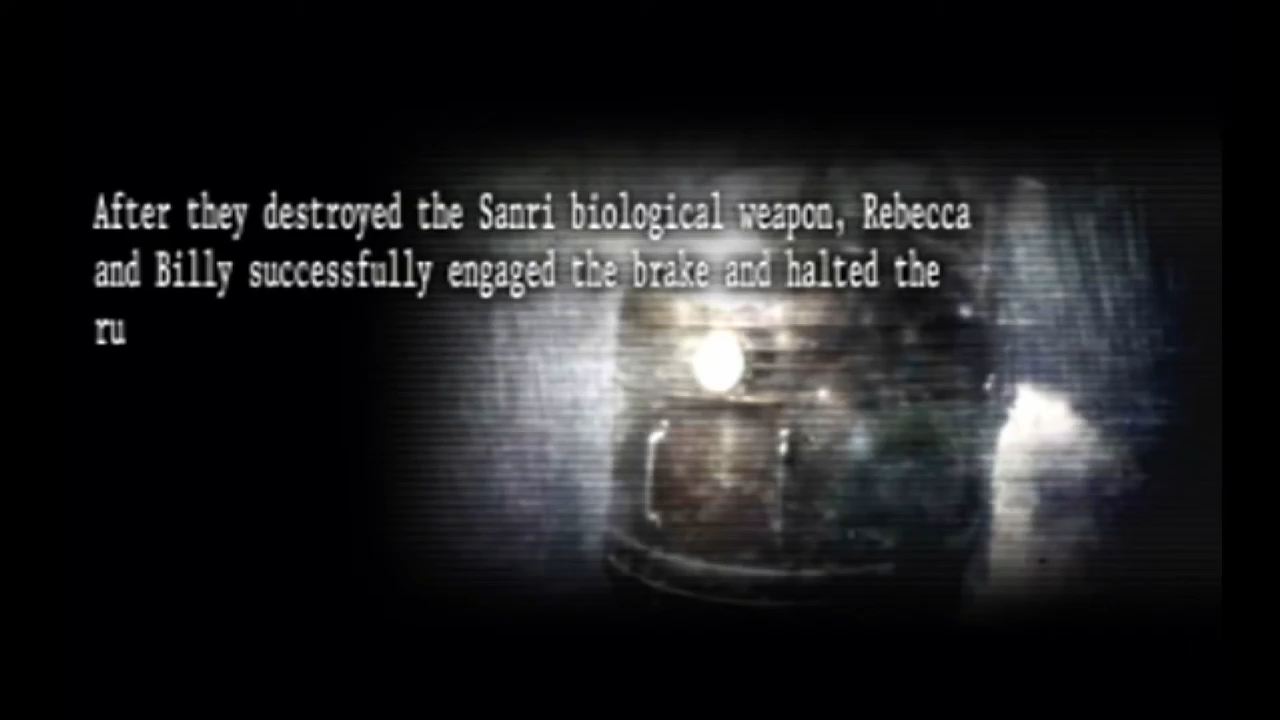 After they destroyed the Sanri biological weapon, Rebecca
and Billy successfully engaged the brake and halted the
ru